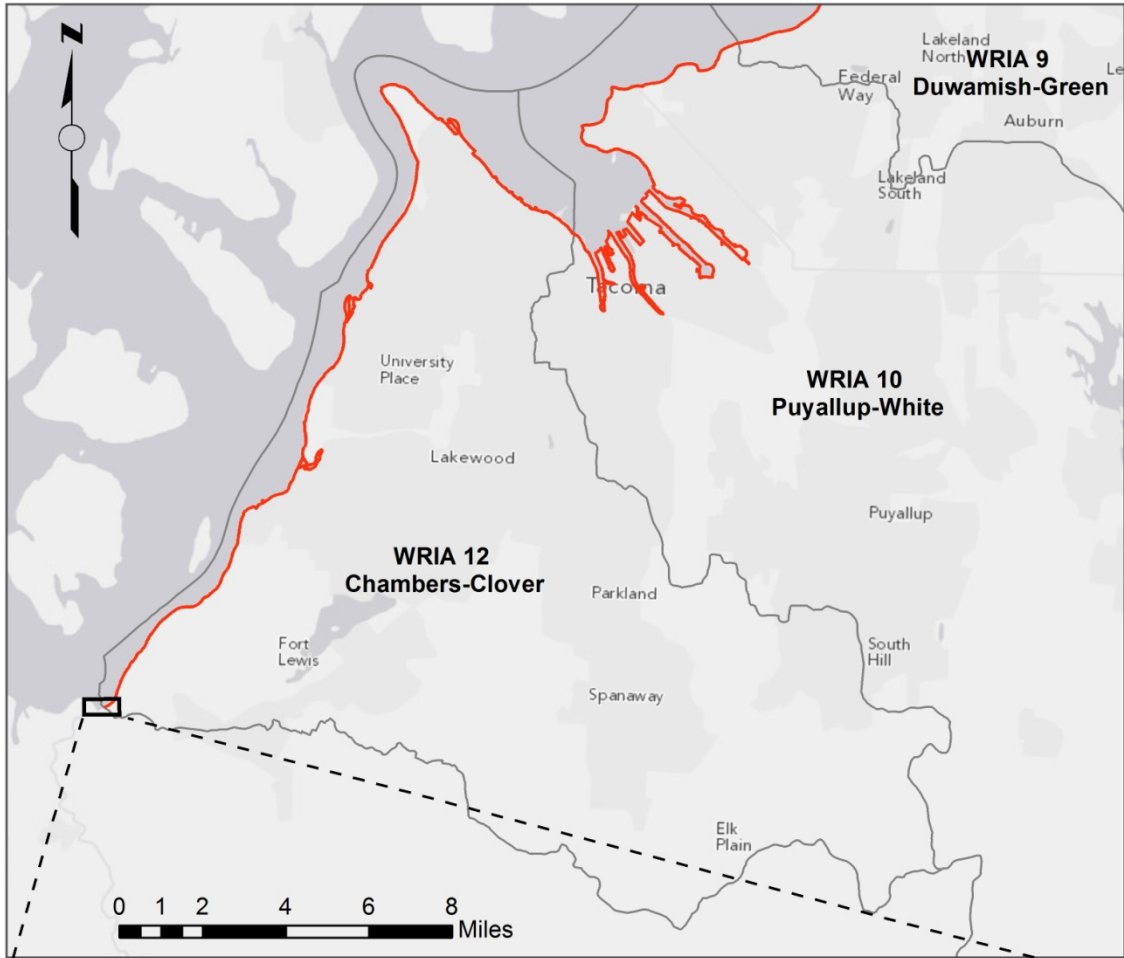 N
Lakeland
North
WRIA 9
Duwamish-Green
Le
Federal
Way
Auburn
Lakeland
South
Tacoma
University
Place
WRIA 10
Puyallup-White
Lakewood
Puyallup
WRIA 12
Chambers-Clover
Parkland
Fort
Lewis
South
Hill
Spanaway
Elk
Plain
0 1 2 4 6 8
Miles